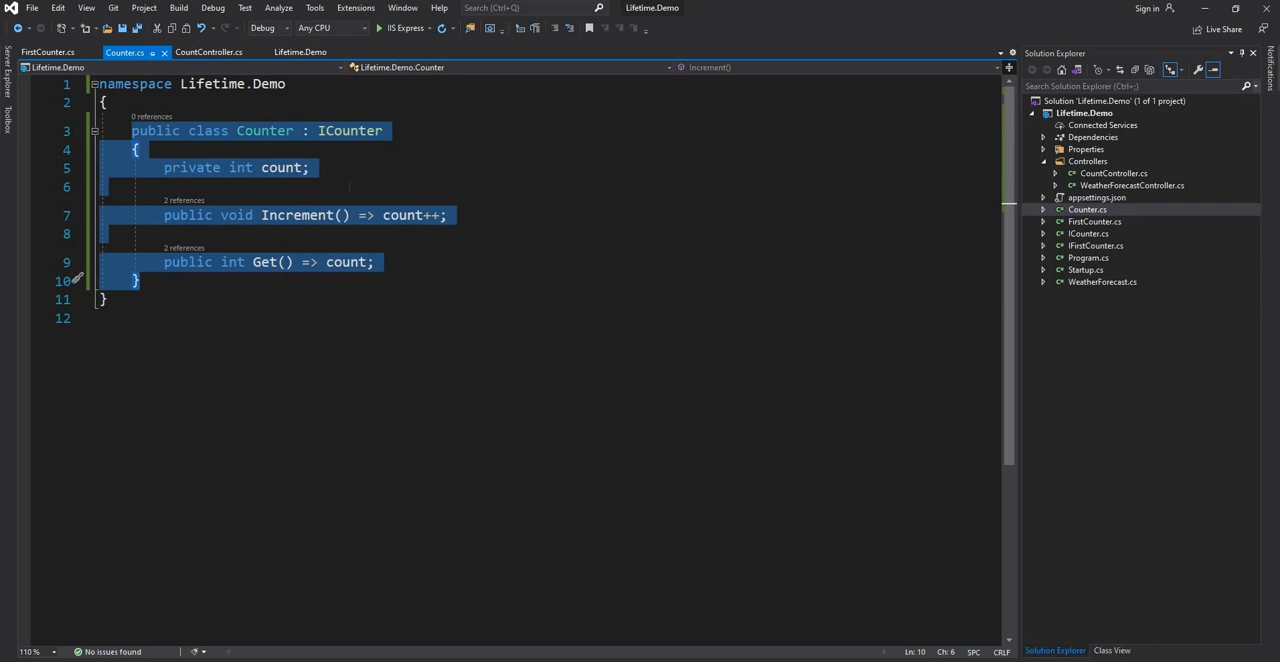 File Edit View Git Project Build Debug Test Analyze Tools Extensions Window Help Search (Ctrl+Q) Lifetime.Demo Sign in
Debug Any CPU IIS Express Live Share
FirstCounter.cs Counter.cs CountController.cs Lifetime.Demo
Lifetime.Demo Lifetime.Demo.Counter Increment()
Server Explorer
Toolbox
1 namespace Lifetime.Demo
2 {
0 references
3 public class Counter : ICounter
4 {
5 private int count;
6
2 references
7 public void Increment() => count++;
8
2 references
9 public int Get() => count;
10 }
11 }
12
Solution Explorer
Search Solution Explorer (Ctrl+;)
Solution 'Lifetime.Demo' (1 of 1 project)
Lifetime.Demo
Connected Services
Dependencies
Properties
Controllers
CountController.cs
WeatherForecastController.cs
appsettings.json
Counter.cs
FirstCounter.cs
ICounter.cs
IFirstCounter.cs
Program.cs
Startup.cs
WeatherForecast.cs
Notifications
Solution Explorer Class View
110 % No issues found Ln: 10 Ch: 6 SPC CRLF